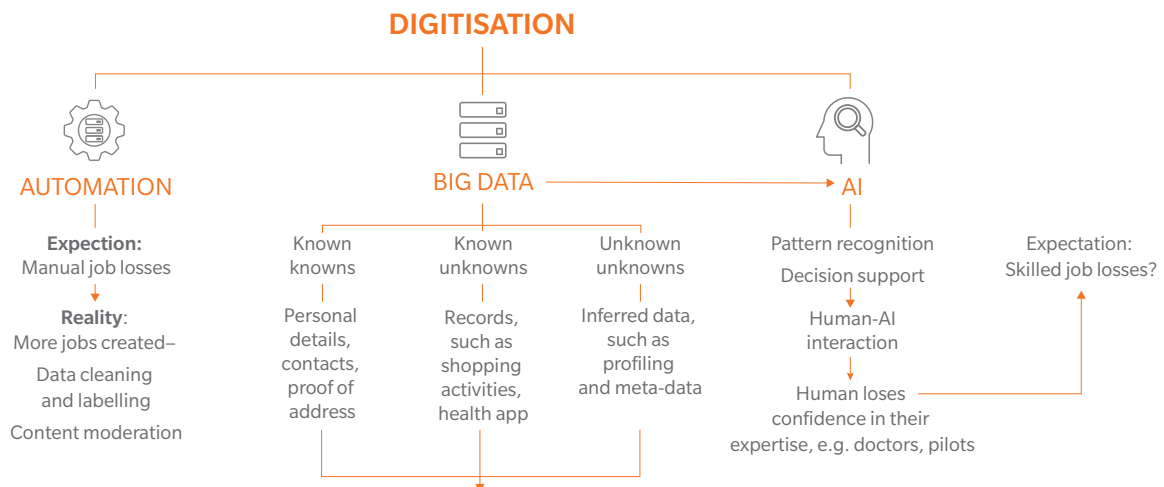 DIGITISATION
AUTOMATION
Expection:
Manual job losses
Reality:
More jobs created–
Data cleaning
and labelling
Content moderation
BIG DATA
Known
knowns
Personal
details,
contacts,
proof of
address
Known
unknowns
Records,
such as
shopping
activities,
health app
Unknown
unknowns
Inferred data,
such as
profiling
and meta-data
AI
Pattern recognition
Decision support
Human-AI
interaction
Human loses
confidence in their
expertise, e.g. doctors, pilots
Expectation:
Skilled job losses?